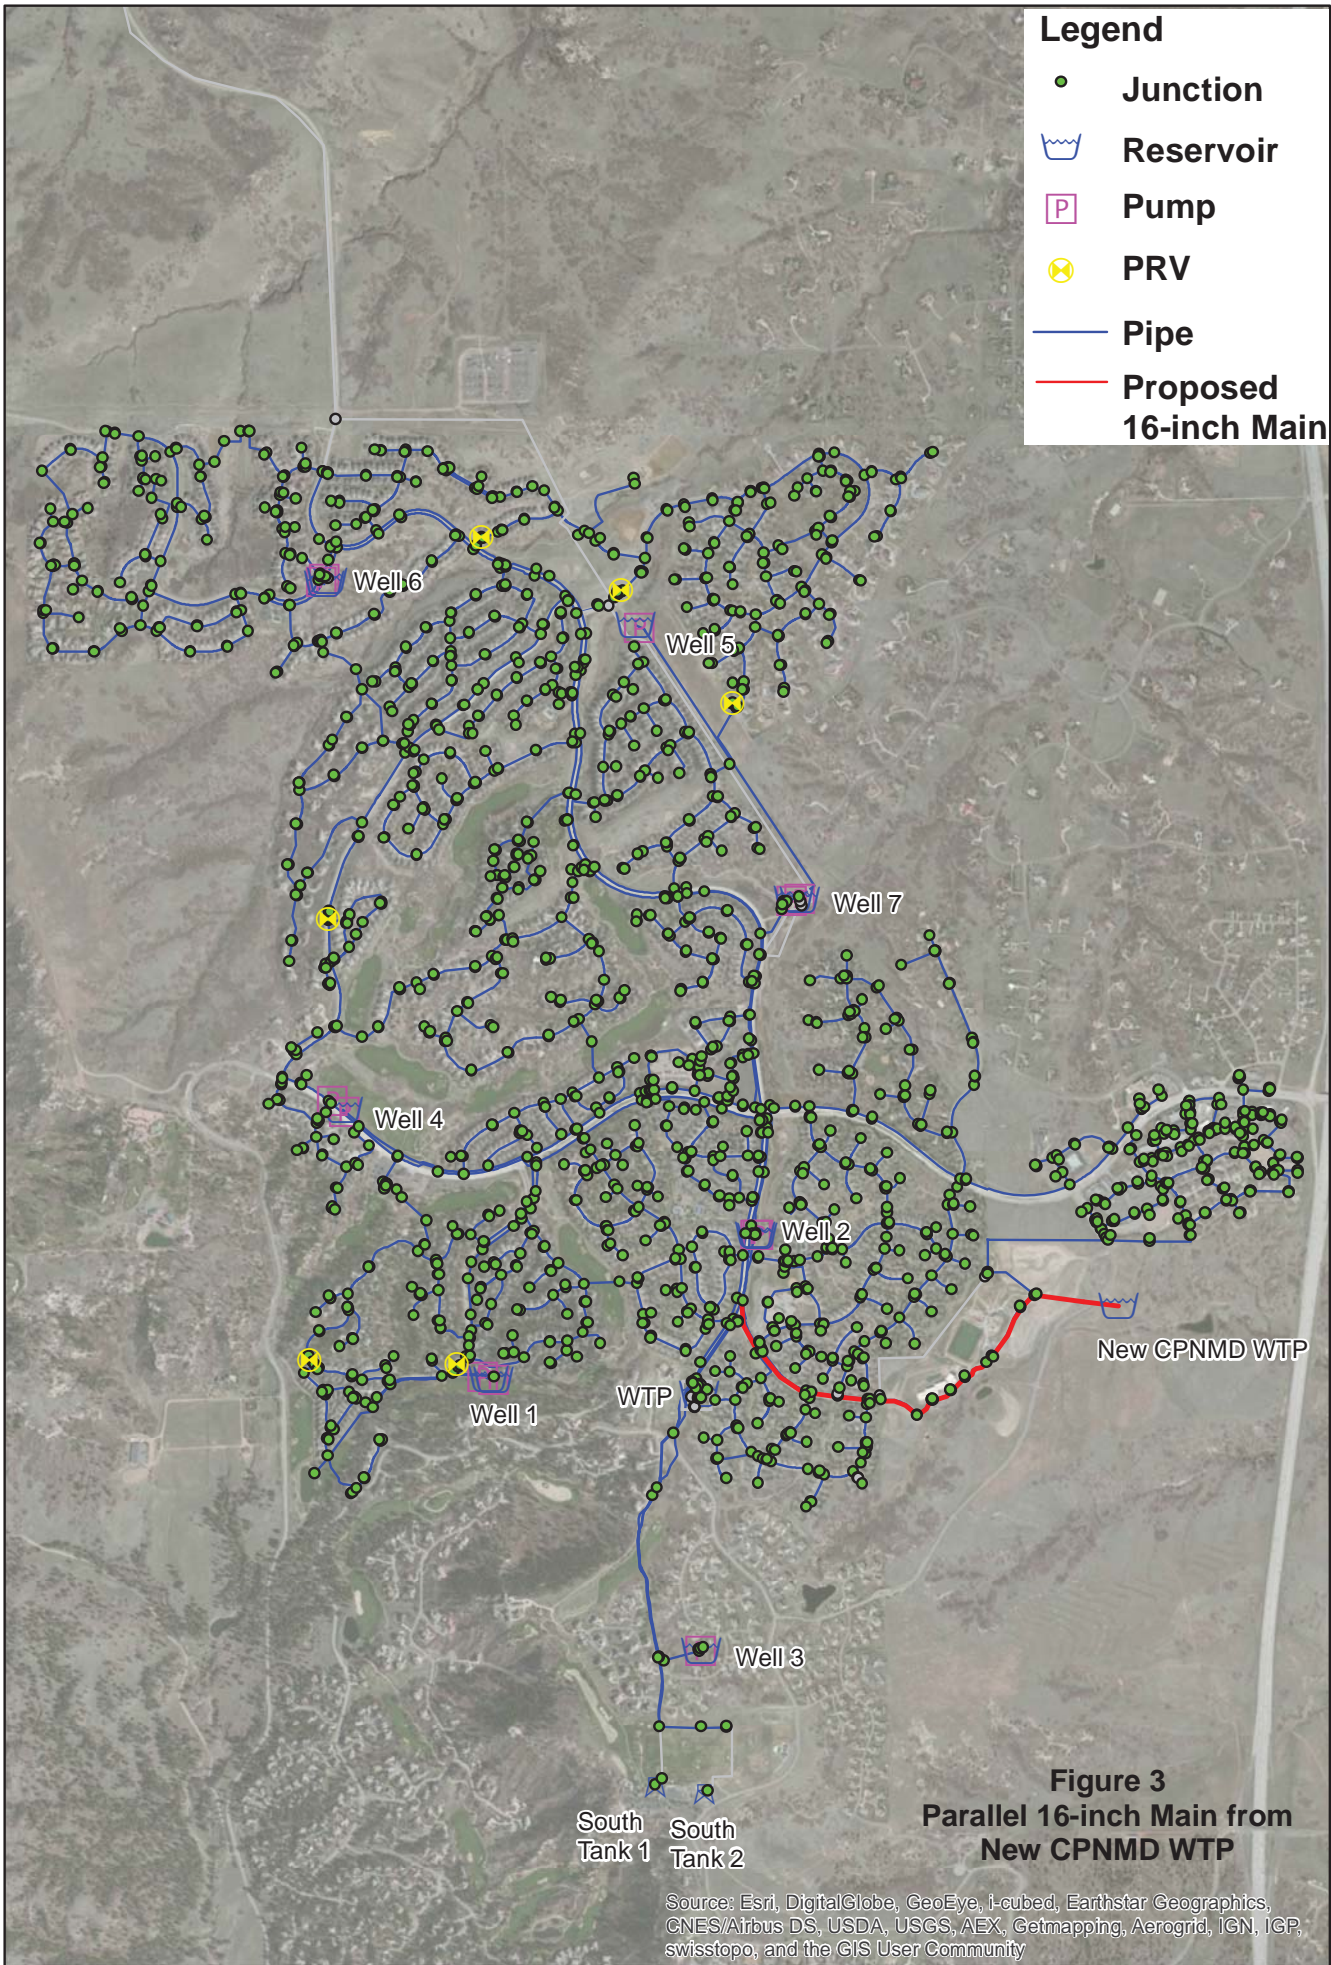 Legend
Junction
Reservoir
P
Pump
PRV
Pipe
Proposed
16-inch Main
Well 6
Well 5
Well 7
Well 4
Well 2
New CPNMD WTP
WTP
Well 1
Well 3
South
Tank 1
South
Tank 2
Figure 3
Parallel 16-inch Main from
New CPNMD WTP
Source: Esri, DigitalGlobe, GeoEye, i-cubed, Earthstar Geographics,
CNES/Airbus DS, USDA, USGS, AEX, Getmapping, Aerogrid, IGN, IGP,
swisstopo, and the GIS User Community